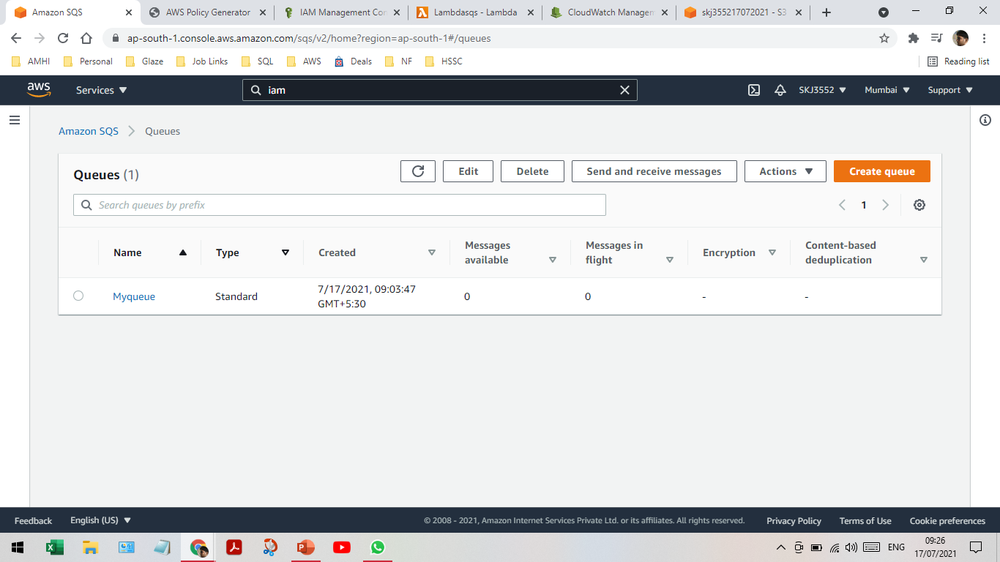 Amazon SQS
AWS Policy Generator
IAM Management Con
Lambdasqs - Lambda
CloudWatch Managem
skj355217072021 - S3
ap-south-1.console.aws.amazon.com/sqs/v2/home?region=ap-south-1#/queues
AMHI
Personal
Glaze
Job Links
SQL
AWS
Deals
NF
HSSC
Reading list
aws
Services
iam
SKJ3552
Mumbai
Support
Amazon SQS
Queues
Queues (1)
Edit
Delete
Send and receive messages
Actions
Create queue
Search queues by prefix
1
Name
Type
Created
Messages available
Messages in flight
Encryption
Content-based deduplication
Myqueue
Standard
7/17/2021, 09:03:47 GMT+5:30
0
0
-
-
Feedback
English (US)
© 2008 - 2021, Amazon Internet Services Private Ltd. or its affiliates. All rights reserved.
Privacy Policy
Terms of Use
Cookie preferences
ENG
09:26
17/07/2021